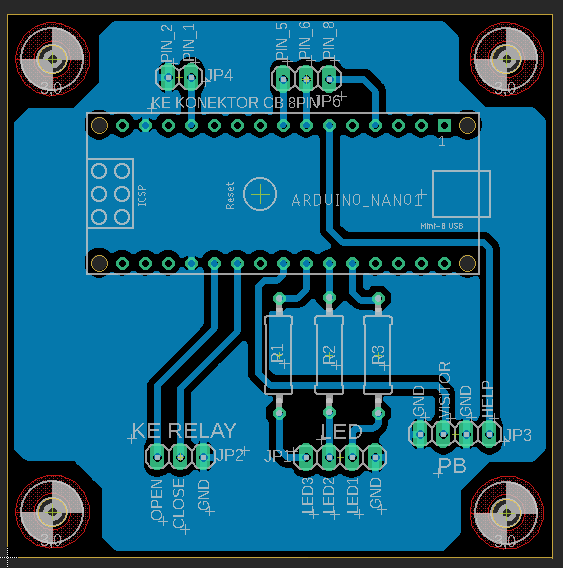 PIN_2
PIN_1
PIN_5
PIN_6
PIN_8
3,0
3,0
JP4
KE KONEKTOR CB 8PIN
JP6
1
ICSP
Reset
ARDUINO_NANO1
Mini-B USB
R1
R2
R3
GND
VISITOR
GND
HELP
KE RELAY
LED
JP3
JP2
JP1
PB
OPEN
CLOSE
GND
LED3
LED2
LED1
GND
3,0
3,0